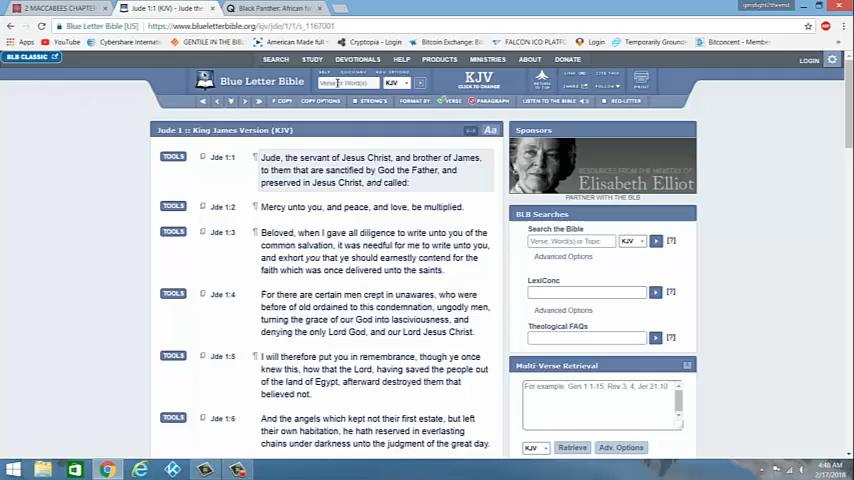 2 MACCABEES CHAPTER
Jude 1:1 (KJV) - Jude the
Black Panther: African f
Blue Letter Bible [US] https://www.blueletterbible.org/kjv/jde/1/1/s_1167001
Apps
YouTube
Cybershare Internati
GENTILE IN THE BIB
American Made full
Cryptopia - Login
Bitcoin Exchange: Bit
FALCON ICO PLATFO
Login
Temporarily Ground
Bitconcent - Member
BLB CLASSIC
SEARCH STUDY DEVOTIONALS HELP PRODUCTS MINISTRIES ABOUT DONATE
LOGIN
Blue Letter Bible
Verse or Word(s)
KJV
KJV
CLICK TO CHANGE
RETURN TO TOP
PRINT
COPY COPY OPTIONS STRONG'S FORMAT BY: VERSE PARAGRAPH LISTEN TO THE BIBLE RED-LETTER
Jude 1 :: King James Version (KJV)
Aa
TOOLS Jde 1:1 ¶ Jude, the servant of Jesus Christ, and brother of James,
to them that are sanctified by God the Father, and
preserved in Jesus Christ, and called:
TOOLS Jde 1:2 ¶ Mercy unto you, and peace, and love, be multiplied.
TOOLS Jde 1:3 ¶ Beloved, when I gave all diligence to write unto you of the
common salvation, it was needful for me to write unto you,
and exhort you that ye should earnestly contend for the
faith which was once delivered unto the saints.
TOOLS Jde 1:4 For there are certain men crept in unawares, who were
before of old ordained to this condemnation, ungodly men,
turning the grace of our God into lasciviousness, and
denying the only Lord God, and our Lord Jesus Christ.
TOOLS Jde 1:5 ¶ I will therefore put you in remembrance, though ye once
knew this, how that the Lord, having saved the people out
of the land of Egypt, afterward destroyed them that
believed not.
TOOLS Jde 1:6 And the angels which kept not their first estate, but left
their own habitation, he hath reserved in everlasting
chains under darkness unto the judgment of the great day.
Sponsors
RESOURCES FROM THE MINISTRY OF
Elisabeth Elliot
PARTNER WITH THE BLB
BLB Searches
Search the Bible
Verse, Word(s) or Topic KJV [?]
Advanced Options
LexiConc
[?]
Advanced Options
Theological FAQs
[?]
Multi-Verse Retrieval
For example: Gen 1:1-15, Rev 3, 4, Jer 21:10
KJV Retrieve Adv. Options
4:48 AM
2/17/2018